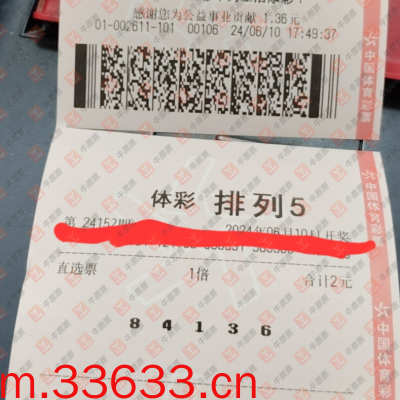 感谢您为公益事业贡献 1.36元
01-002611-101 00106 24/06/10 17:49:37
中国体育彩票
体彩 排列5
第 24152期 2024年06月10日开奖
直选票 1倍 合计2元
8 4 1 3 6
中国体育彩票
m.33633.cn